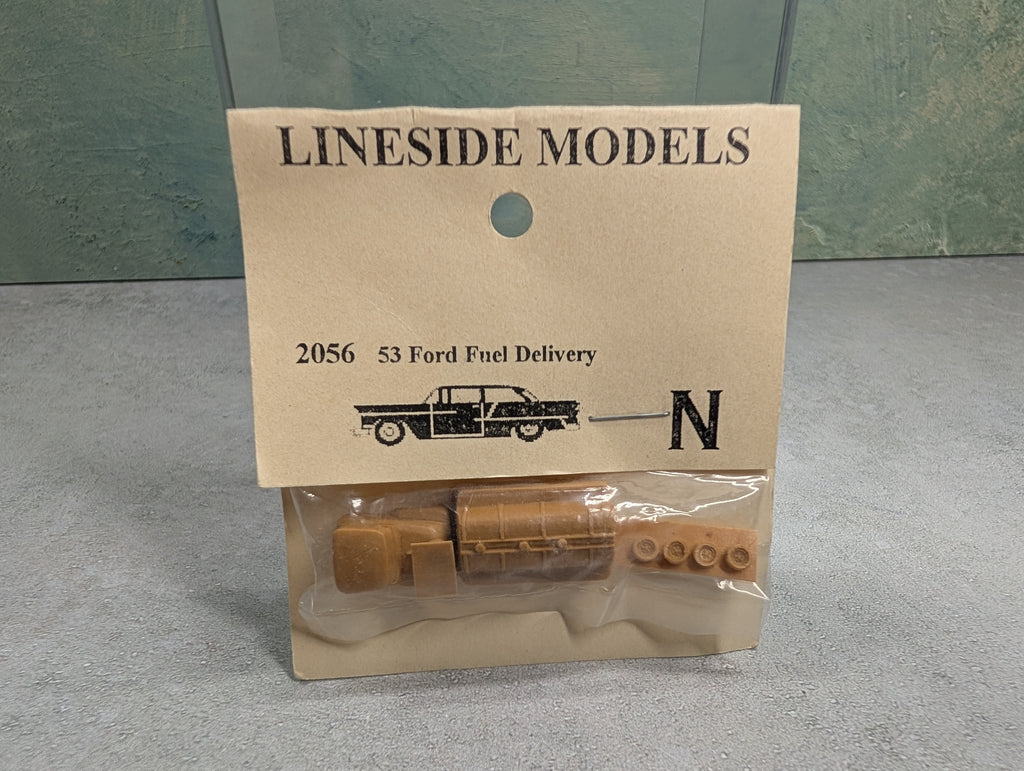 LINESIDE MODELS
2056 53 Ford Fuel Delivery
N